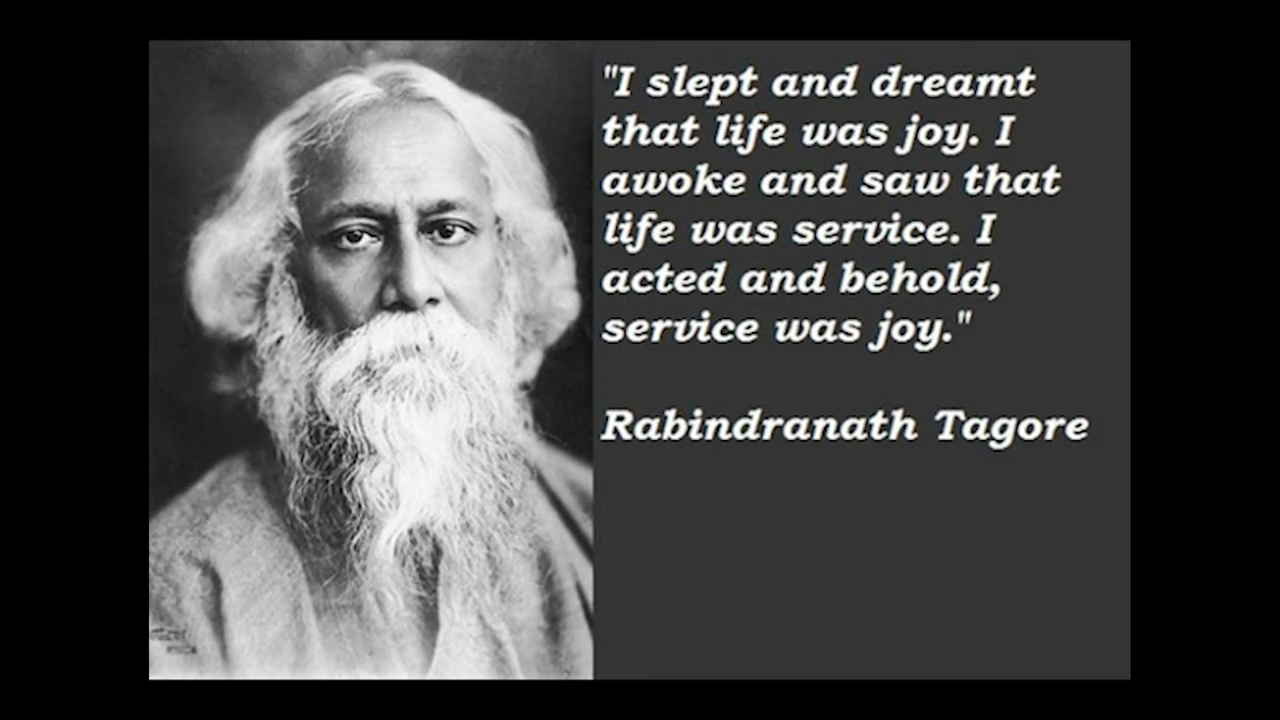 "I slept and dreamt
that life was joy. I
awoke and saw that
life was service. I
acted and behold,
service was joy."
Rabindranath Tagore